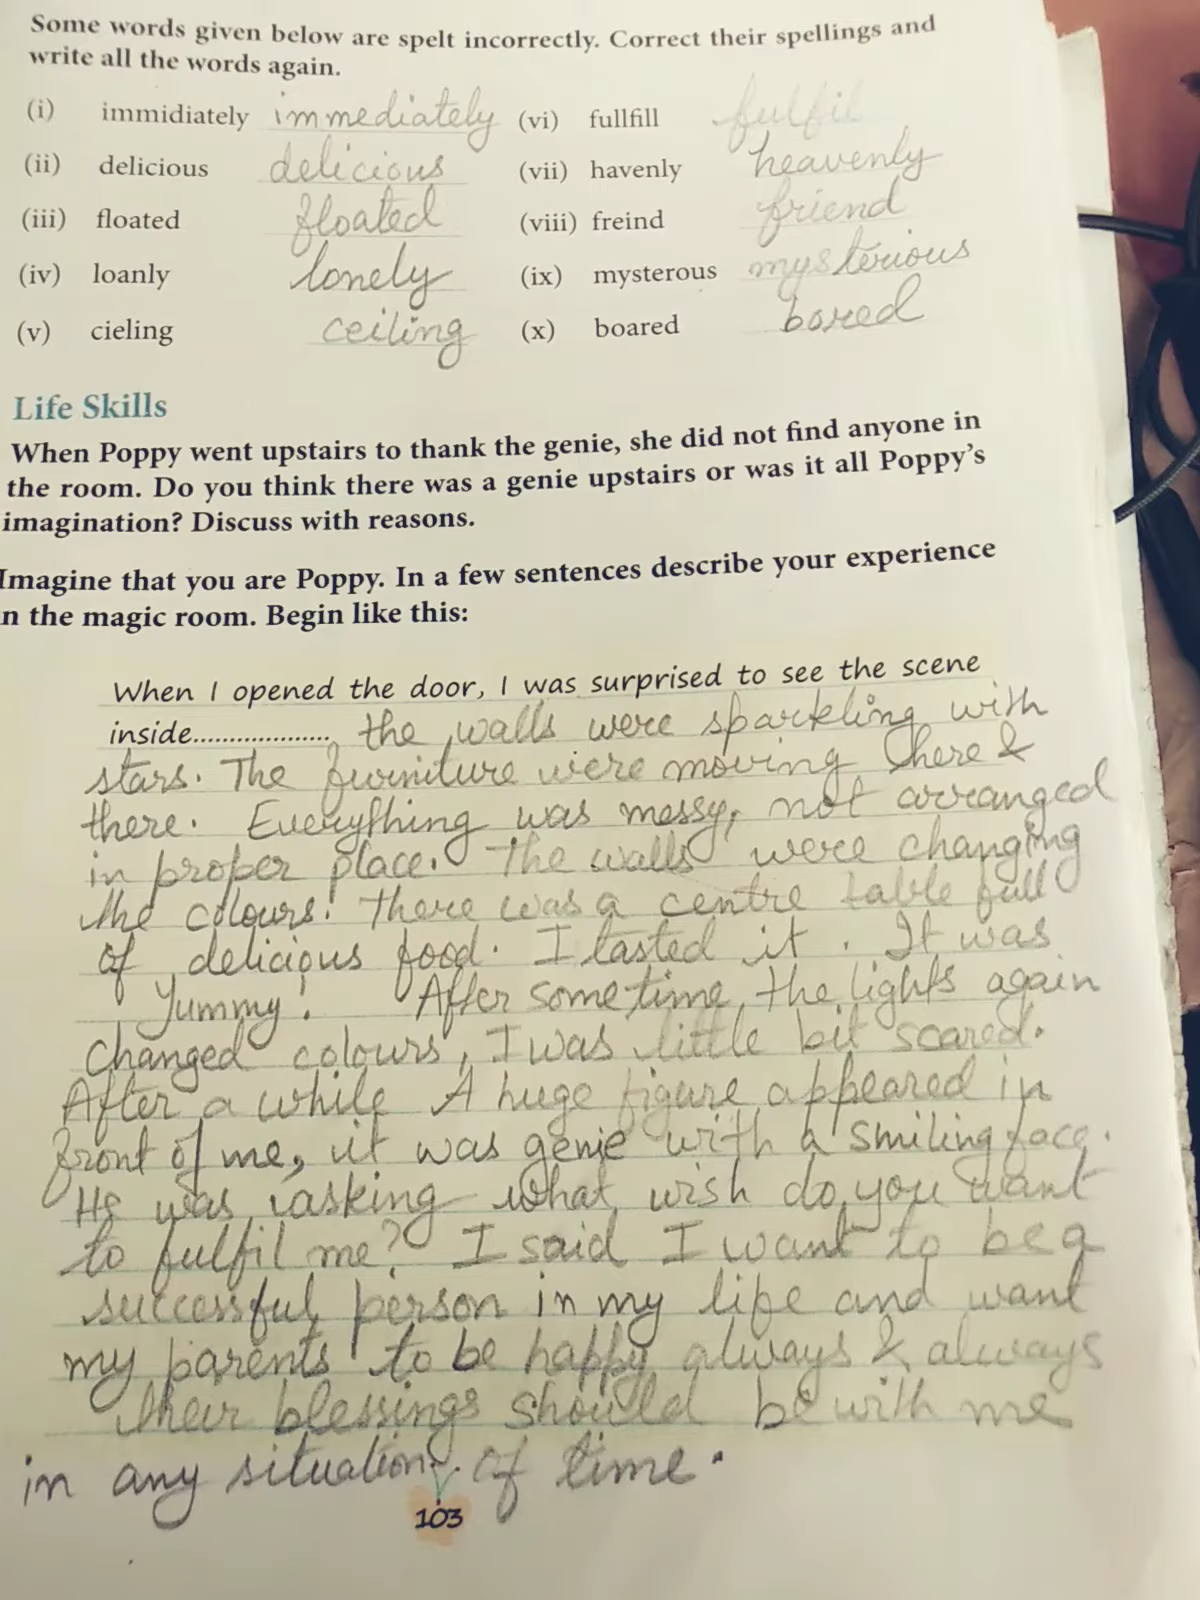 Some words given below are spelt incorrectly. Correct their spellings and
write all the words again.
(i) immidiately immediately (vi) fullfill fulfil
(ii) delicious delicious (vii) havenly heavenly
(iii) floated floated (viii) freind friend
(iv) loanly lonely (ix) mysterous mysterious
(v) cieling ceiling (x) boared bored
Life Skills
When Poppy went upstairs to thank the genie, she did not find anyone in
the room. Do you think there was a genie upstairs or was it all Poppy's
imagination? Discuss with reasons.
Imagine that you are Poppy. In a few sentences describe your experience
n the magic room. Begin like this:
When I opened the door, I was surprised to see the scene
inside.................... the walls were sparkling with
stars. The furniture were moving here &
there. Everything was messy, not arranged
in proper place. The walls were changing
the colours. There was a centre table full
of delicious food. I tasted it. It was
Yummy! After sometime, the lights again
changed colours, I was little bit scared.
After a while A huge figure appeared in
front of me, it was genie with a smiling face.
He was asking what wish do you want
to fulfil me? I said I want to be a
successful person in my life and want
my parents to be happy always & always
their blessings should be with me
in any situation of time.
103